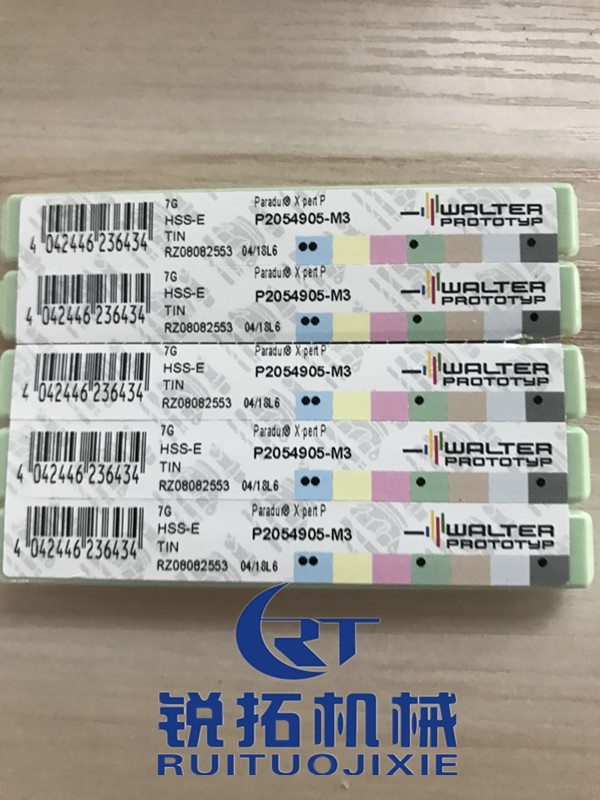 7G Paradur® X·pert P
HSS-E P2054905-M3 WALTER
TIN PROTOTYP
4 042446 236434 RZ08082553 04/18L6
7G Paradur® X·pert P
HSS-E P2054905-M3 WALTER
TIN PROTOTYP
4 042446 236434 RZ08082553 04/18L6
7G Paradur® X·pert P
HSS-E P2054905-M3 WALTER
TIN PROTOTYP
4 042446 236434 RZ08082553 04/18L6
7G Paradur® X·pert P
HSS-E P2054905-M3 WALTER
TIN PROTOTYP
4 042446 236434 RZ08082553 04/18L6
7G Paradur® X·pert P
HSS-E P2054905-M3 WALTER
TIN PROTOTYP
4 042446 236434 RZ08082553 04/18L6
RT
锐拓机械
RUITUOJIXIE